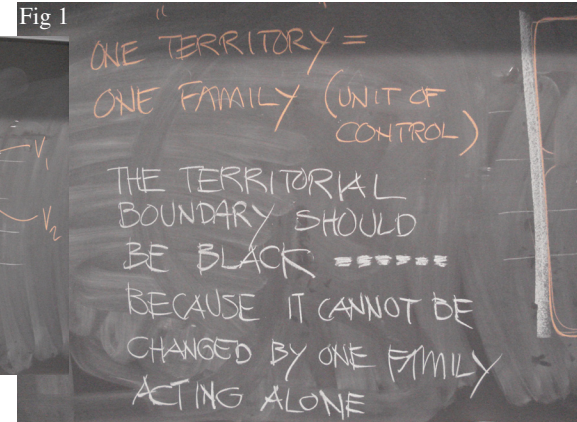 Fig 1
ONE "TERRITORY" =
ONE FAMILY (UNIT OF
CONTROL)
THE TERRITORIAL
BOUNDARY SHOULD
BE BLACK
BECAUSE IT CANNOT BE
CHANGED BY ONE FAMILY
ACTING ALONE
V1
V2